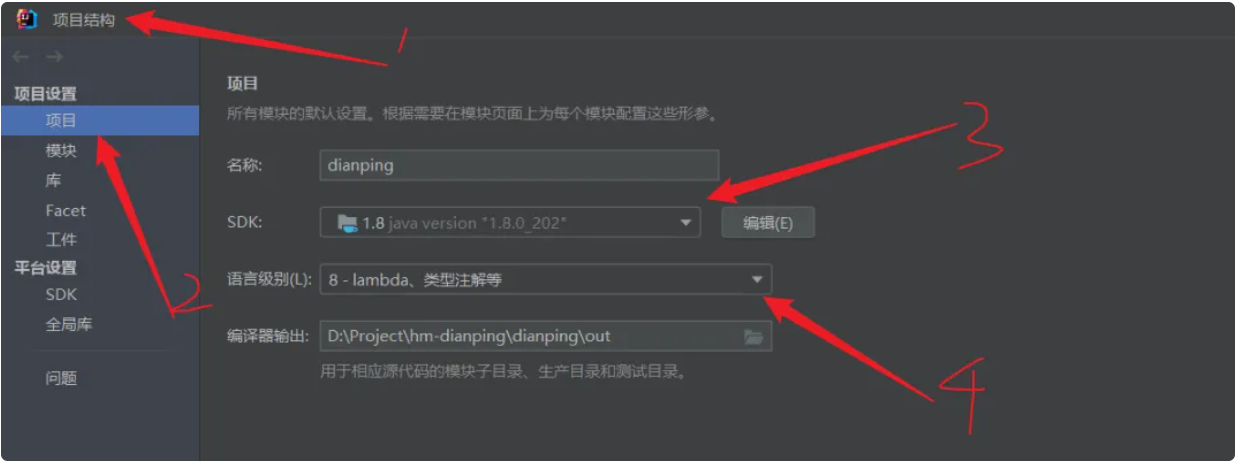 项目结构
1
项目设置
项目
模块
库
Facet
工件
平台设置
SDK
全局库
问题
2
项目
所有模块的默认设置。根据需要在模块页面上为每个模块配置这些形参。
名称: dianping
3
SDK: 1.8 java version "1.8.0_202" 编辑(E)
语言级别(L): 8 - lambda、类型注解等
编译器输出: D:\Project\hm-dianping\dianping\out
用于相应源代码的模块子目录、生产目录和测试目录。
4